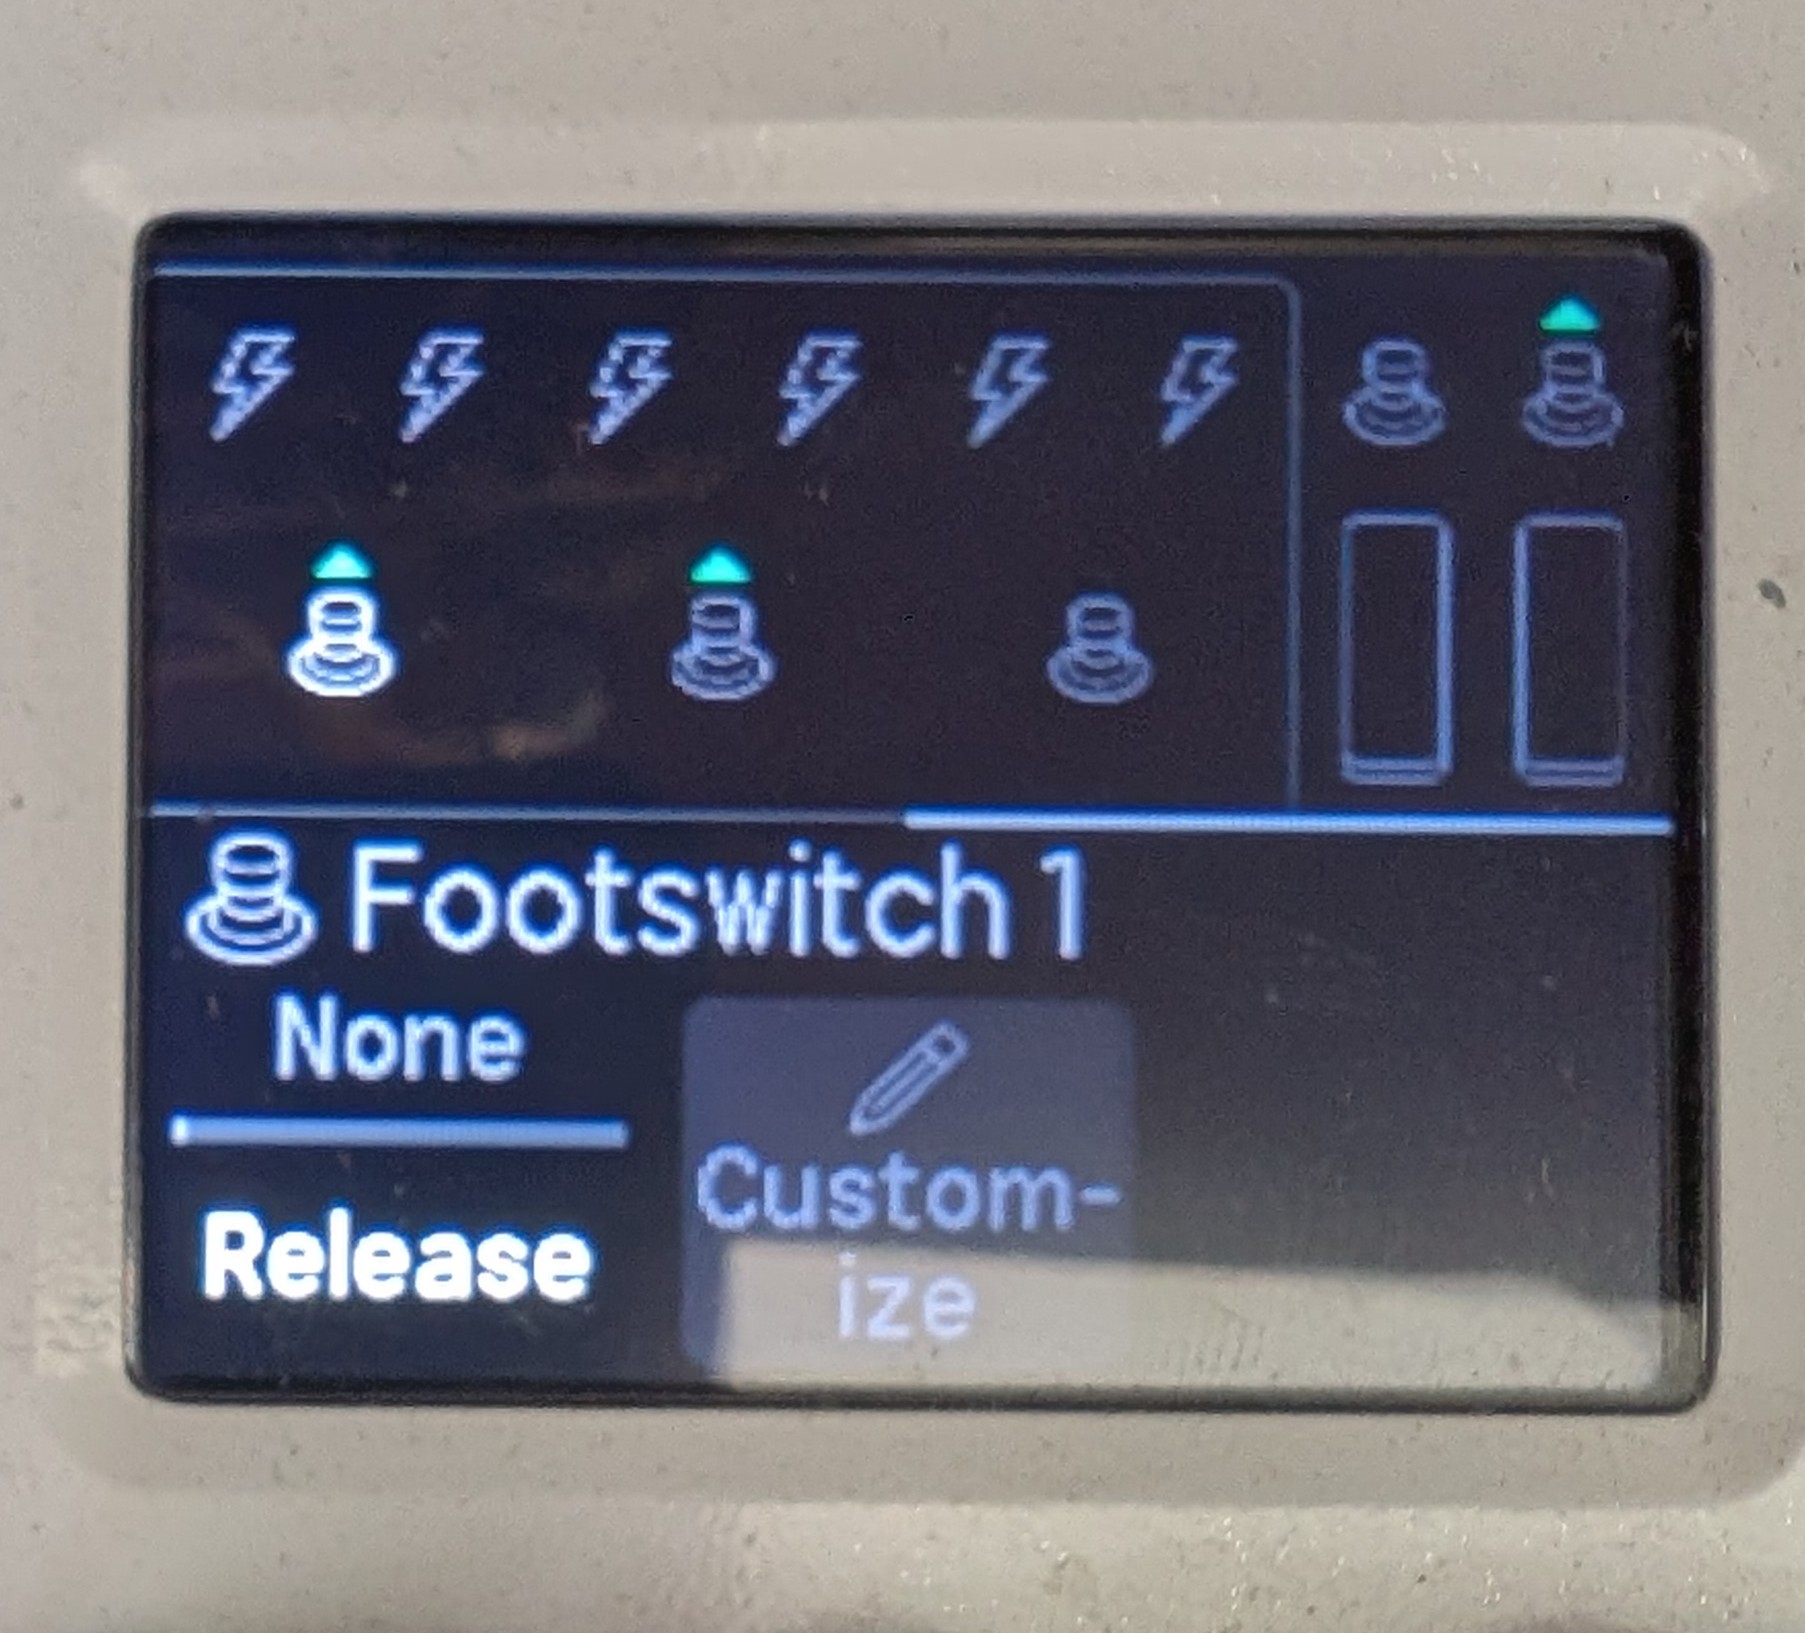 Footswitch 1
None
Release
Custom-
ize